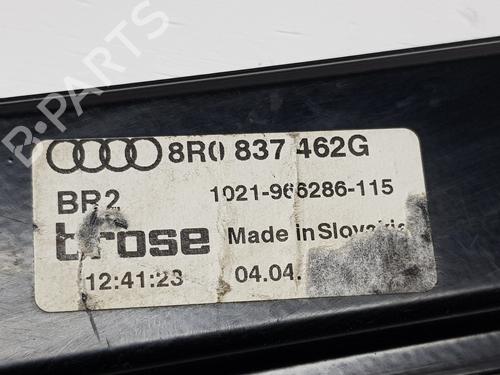 8R0 837 462G
BR2 1021-966286-115
brose Made in Slovakia
12:41:23 04.04.
B-PARTS